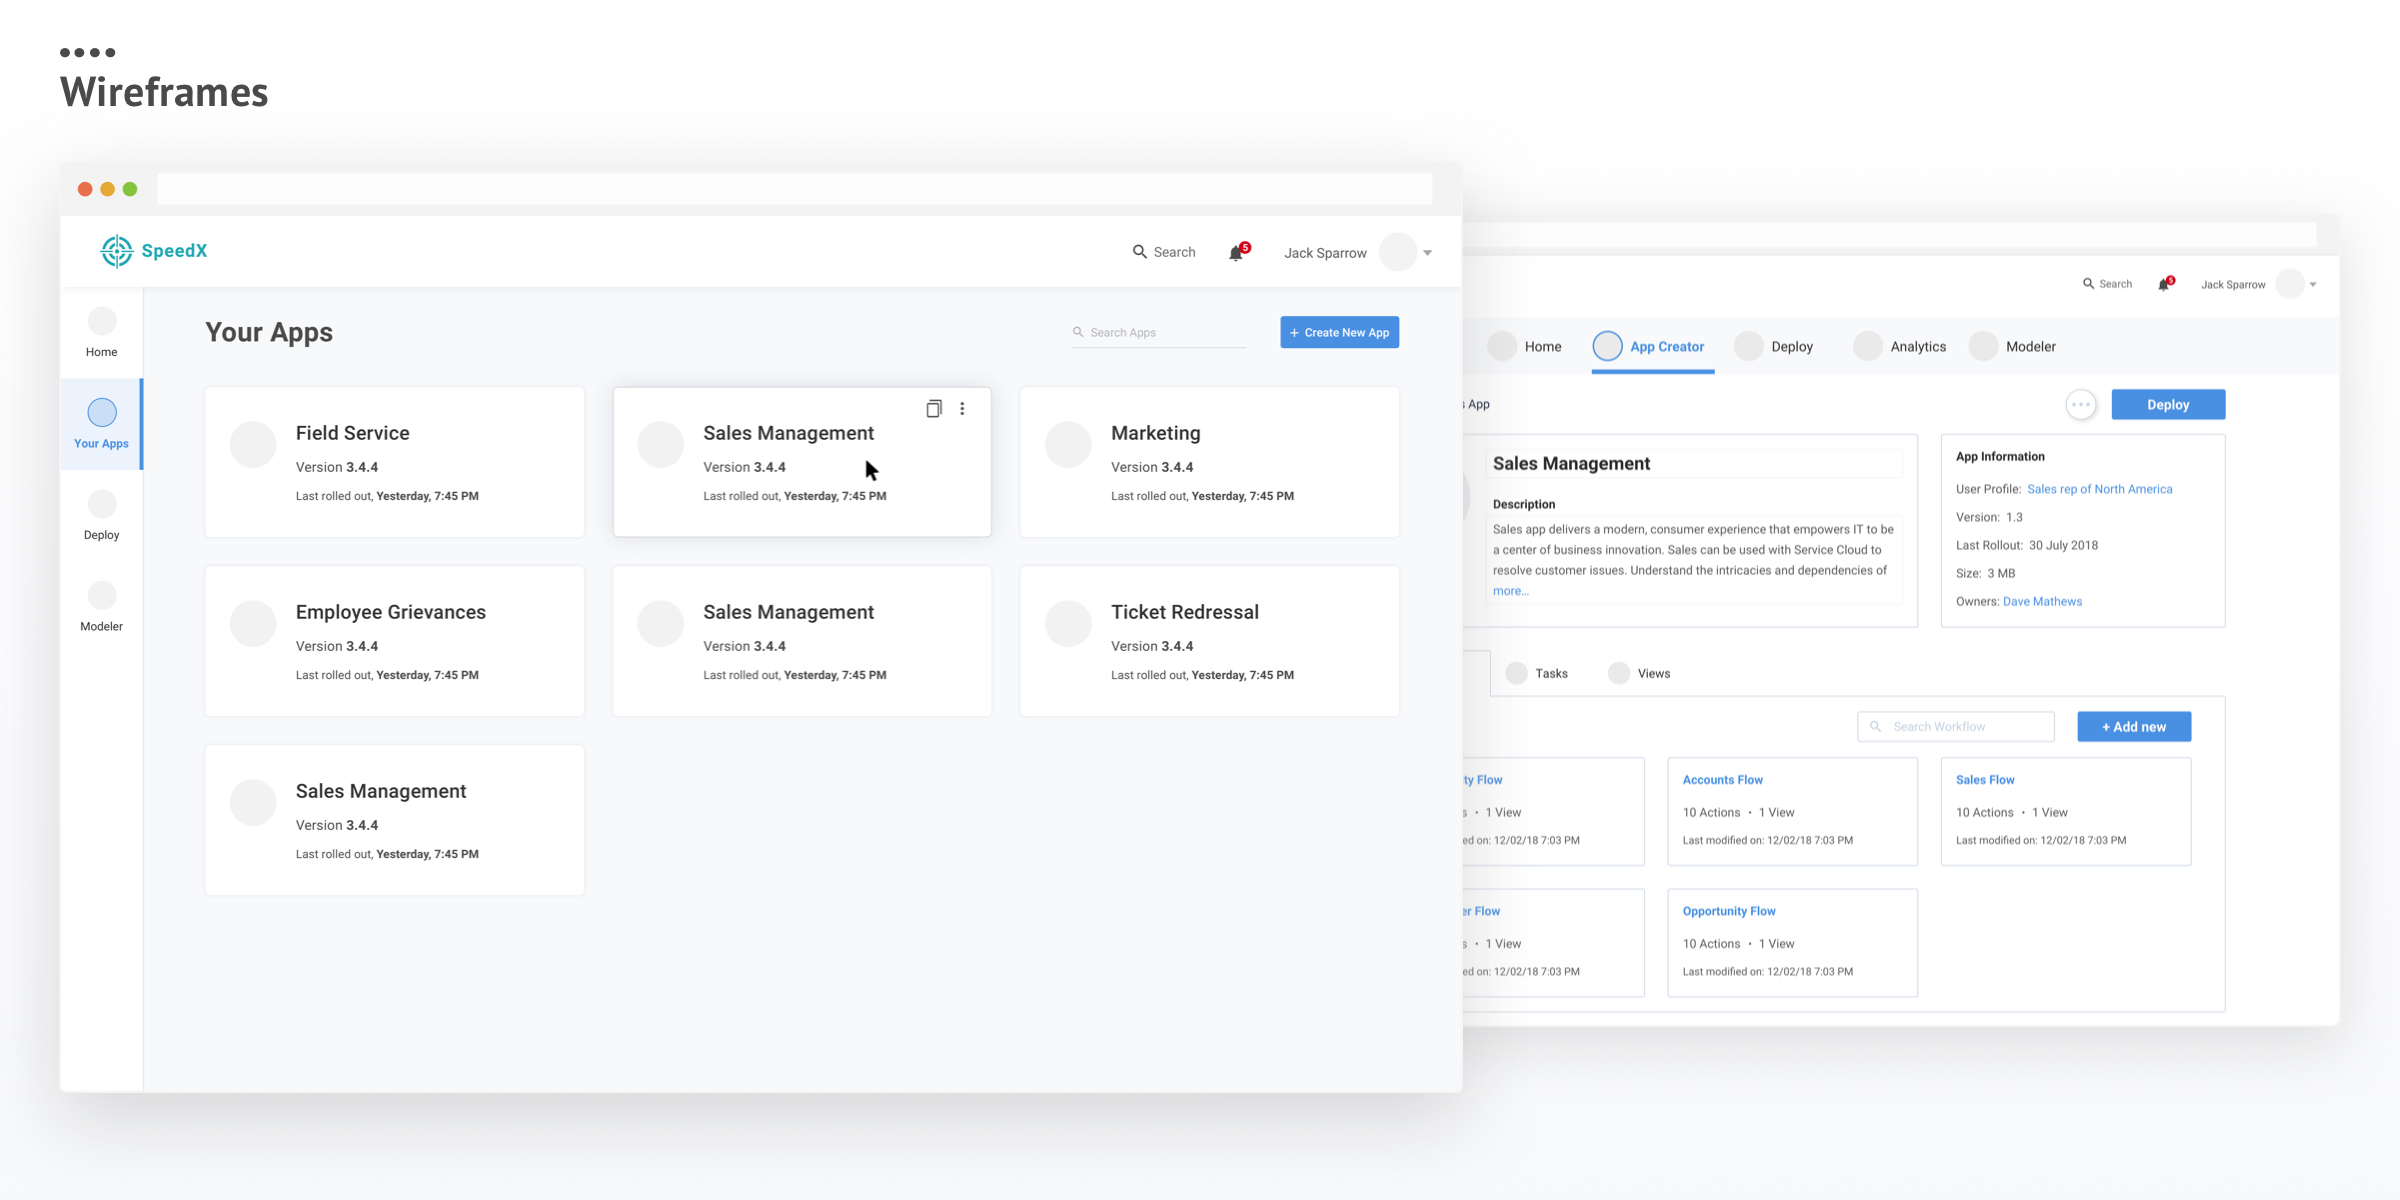 Wireframes
SpeedX
Search
5
Jack Sparrow
Home
Your Apps
Deploy
Modeler
Your Apps
Search Apps
+ Create New App
Field Service
Version 3.4.4
Last rolled out, Yesterday, 7:45 PM
Sales Management
Version 3.4.4
Last rolled out, Yesterday, 7:45 PM
Marketing
Version 3.4.4
Last rolled out, Yesterday, 7:45 PM
Employee Grievances
Version 3.4.4
Last rolled out, Yesterday, 7:45 PM
Sales Management
Version 3.4.4
Last rolled out, Yesterday, 7:45 PM
Ticket Redressal
Version 3.4.4
Last rolled out, Yesterday, 7:45 PM
Sales Management
Version 3.4.4
Last rolled out, Yesterday, 7:45 PM
Search
5
Jack Sparrow
Home
App Creator
Deploy
Analytics
Modeler
s App
Deploy
Sales Management
Description
Sales app delivers a modern, consumer experience that empowers IT to be
a center of business innovation. Sales can be used with Service Cloud to
resolve customer issues. Understand the intricacies and dependencies of
more...
App Information
User Profile: Sales rep of North America
Version: 1.3
Last Rollout: 30 July 2018
Size: 3 MB
Owners: Dave Mathews
Tasks
Views
Search Workflow
+ Add new
ty Flow
s • 1 View
ed on: 12/02/18 7:03 PM
Accounts Flow
10 Actions • 1 View
Last modified on: 12/02/18 7:03 PM
Sales Flow
10 Actions • 1 View
Last modified on: 12/02/18 7:03 PM
er Flow
s • 1 View
ed on: 12/02/18 7:03 PM
Opportunity Flow
10 Actions • 1 View
Last modified on: 12/02/18 7:03 PM